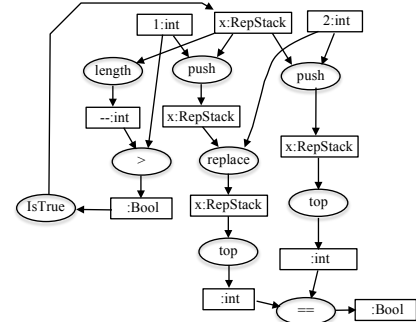 1:int
x:RepStack
2:int
length
push
push
--:int
x:RepStack
x:RepStack
>
replace
IsTrue
:Bool
x:RepStack
top
top
:int
:int
==
:Bool